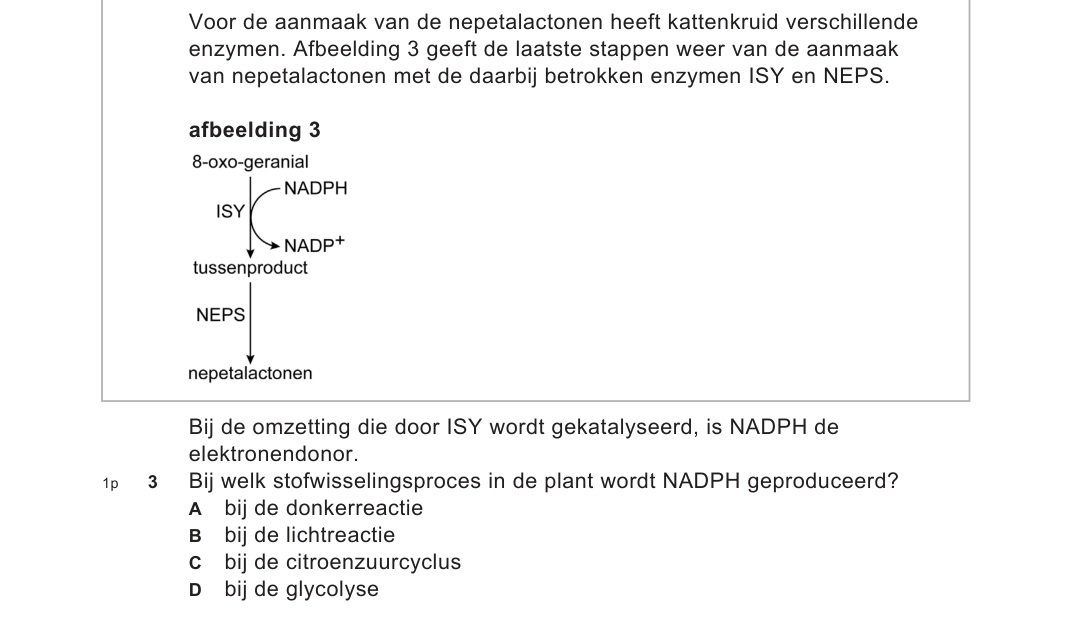 Voor de aanmaak van de nepetalactonen heeft kattenkruid verschillende
enzymen. Afbeelding 3 geeft de laatste stappen weer van de aanmaak
van nepetalactonen met de daarbij betrokken enzymen ISY en NEPS.
afbeelding 3
8-oxo-geranial
NADPH
ISY
NADP+
tussenproduct
NEPS
nepetalactonen
Bij de omzetting die door ISY wordt gekatalyseerd, is NADPH de
elektronendonor.
1p 3 Bij welk stofwisselingsproces in de plant wordt NADPH geproduceerd?
A bij de donkerreactie
B bij de lichtreactie
C bij de citroenzuurcyclus
D bij de glycolyse